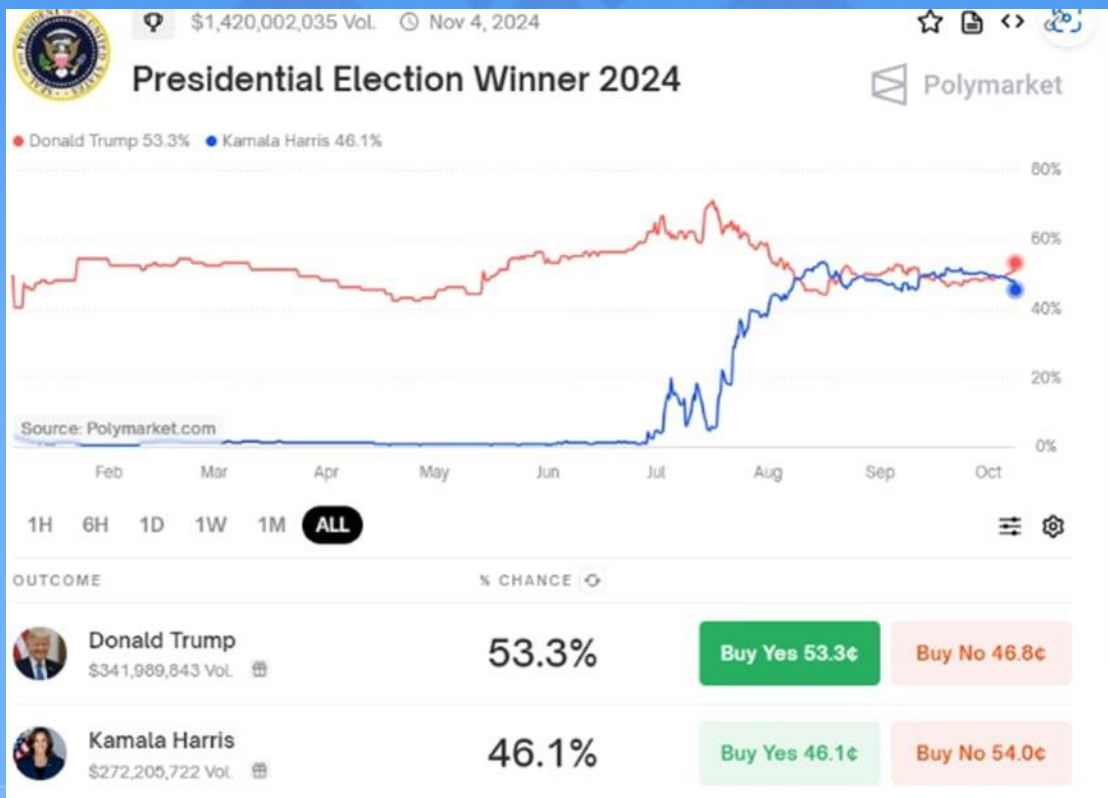 $1,420,002,035 Vol. Nov 4, 2024
Presidential Election Winner 2024
Polymarket
Donald Trump 53.3% Kamala Harris 46.1%
80%
60%
40%
20%
0%
Source: Polymarket.com
Feb Mar Apr May Jun Jul Aug Sep Oct
1H 6H 1D 1W 1M ALL
OUTCOME % CHANCE
Donald Trump
$341,989,843 Vol.
53.3%
Buy Yes 53.3¢ Buy No 46.8¢
Kamala Harris
$272,205,722 Vol.
46.1%
Buy Yes 46.1¢ Buy No 54.0¢